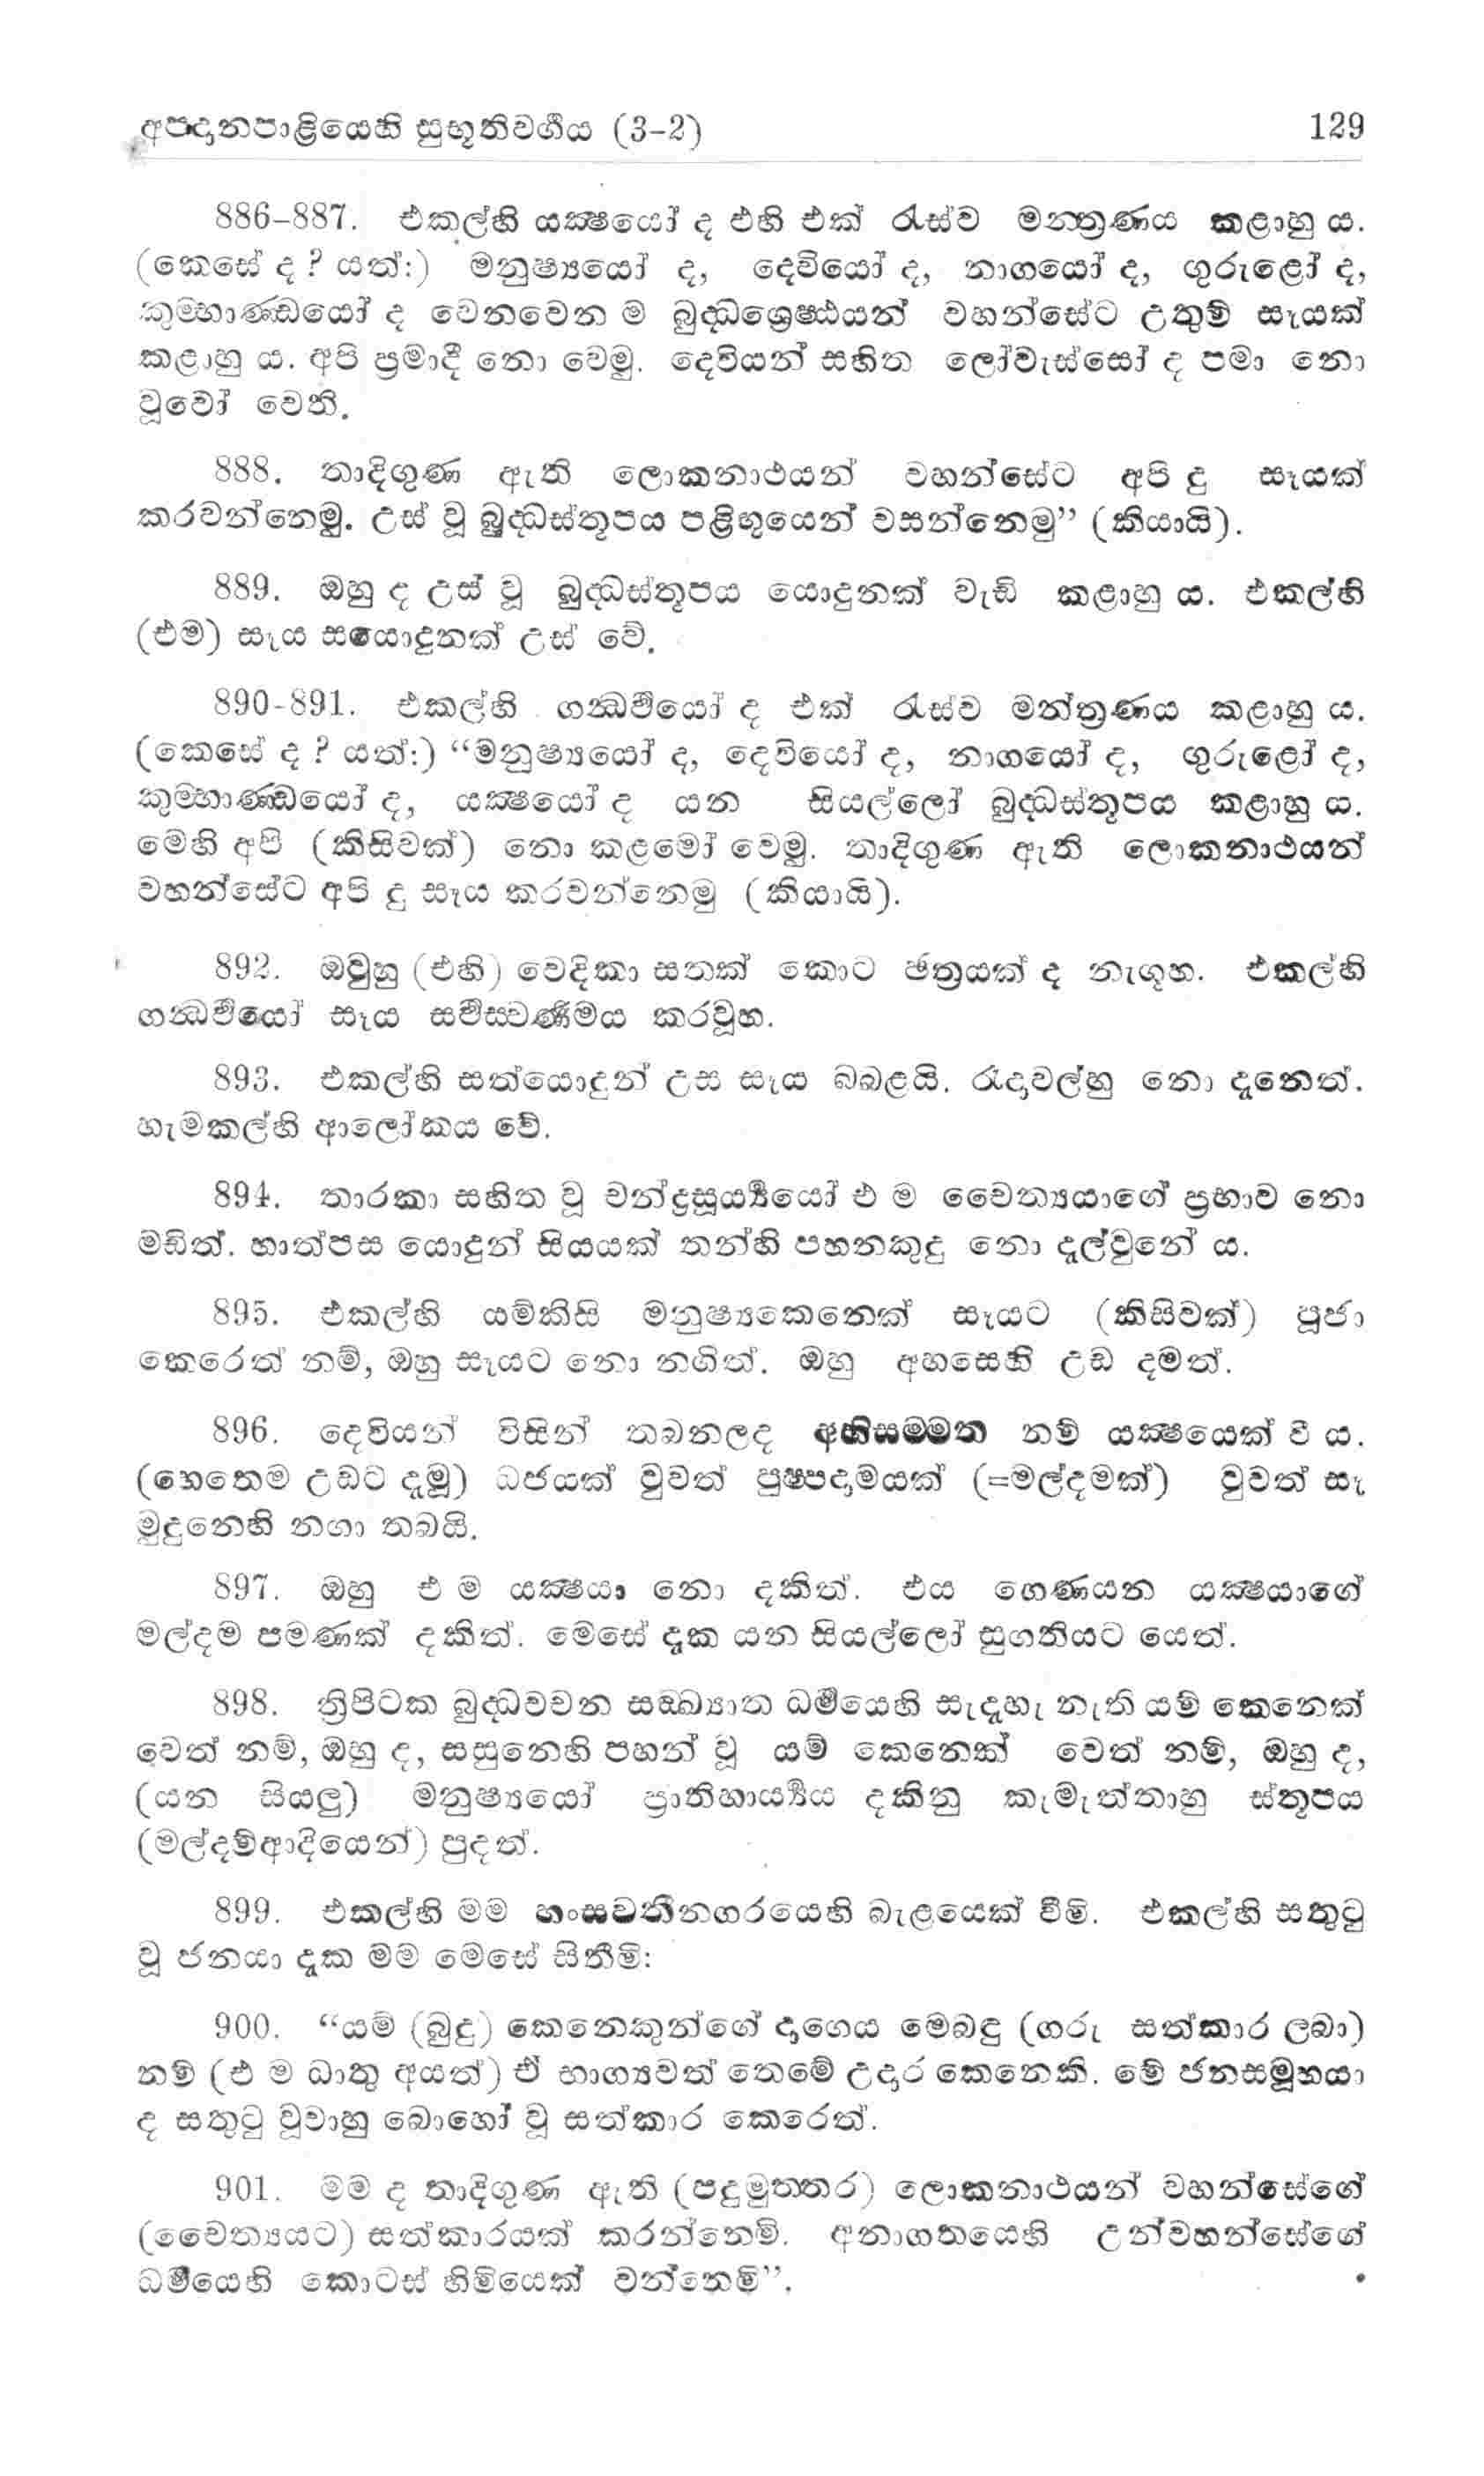 අපදානපාළියෙහි සුභූතිවර්‍ගය (3-2) 129
886–887. එකල්හි යක්‍ෂයෝ ද එහි එක් රැස්ව මන්ත්‍රණය කළාහු ය.
(කෙසේ ද ? යත්:) මනුෂ්‍යයෝ ද, දෙවියෝ ද, නාගයෝ ද, ගුරුළෝ ද,
කුම්භාණ්ඩයෝ ද වෙනවෙන ම බුද්ධශ්‍රෙෂ්ඨයන් වහන්සේට උතුම් සෑයක්
කළාහු ය. අපි ප්‍රමාදී නො වෙමු. දෙවියන් සහිත ලෝවැස්සෝ ද පමා නො
වූවෝ වෙති.
888. තාදිගුණ ඇති ලොකනාථයන් වහන්සේට අපි දු සෑයක්
කරවන්නෙමු. උස් වූ බුද්ධස්තූපය පළිඟුයෙන් වසන්නෙමු” (කියායි).
889. ඔහු ද උස් වූ බුද්ධස්තූපය යොදුනක් වැඩි කළාහු ය. එකල්හි
(එම) සෑය සයොදුනක් උස් වේ.
890-891. එකල්හි ගන්‍ධර්‍වයෝ ද එක් රැස්ව මන්ත්‍රණය කළාහු ය.
(කෙසේ ද ? යත්:) “මනුෂ්‍යයෝ ද, දෙවියෝ ද, නාගයෝ ද, ගුරුළෝ ද,
කුම්භාණ්ඩයෝ ද, යක්‍ෂයෝ ද යන සියල්ලෝ බුද්ධස්තූපය කළාහු ය.
මෙහි අපි (කිසිවක්) නො කළමෝ වෙමු. තාදිගුණ ඇති ලොකනාථයන්
වහන්සේට අපි දු සෑය කරවන්නෙමු (කියායි).
892. ඔවුහු (එහි) වෙදිකා සතක් කොට ඡත්‍රයක් ද නැගූහ. එකල්හි
ගන්‍ධර්‍වයෝ සෑය සර්‍වස්වර්‍ණමය කරවූහ.
893. එකල්හි සත්යොදුන් උස සෑය බබළයි. රෑදාවල්හු නො දැනෙත්.
හැමකල්හි ආලෝකය වේ.
894. තාරකා සහිත වූ චන්ද්‍රසූර්‍ය්‍යයෝ එ ම චෛත්‍යයාගේ ප්‍රභාව නො
මඩිත්. හාත්පස යොදුන් සියයක් තන්හි පහනකුදු නො දැල්වුනේ ය.
895. එකල්හි යම්කිසි මනුෂ්‍යකෙනෙක් සෑයට (කිසිවක්) පූජා
කෙරෙත් නම්, ඔහු සෑයට නො නගිත්. ඔහු අහසෙහි උඩ දමත්.
896. දෙවියන් විසින් තබනලද අභිසම්මත නම් යක්‍ෂයෙක් වී ය.
(හෙතෙම උඩට දැමූ) ධජයක් වුවත් පුෂ්පදාමයක් (=මල්දමක්) වුවත් සෑ
මුදුනෙහි නගා තබයි.
897. ඔහු එ ම යක්‍ෂයා නො දකිත්. එය ගෙණයන යක්‍ෂයාගේ
මල්දම පමණක් දකිත්. මෙසේ දැක යන සියල්ලෝ සුගතියට යෙත්.
898. ත්‍රිපිටක බුද්ධවචන සඞ්ඛ්‍යාත ධර්‍මයෙහි සැදැහැ නැති යම් කෙනෙක්
වෙත් නම්, ඔහු ද, සසුනෙහි පහන් වූ යම් කෙනෙක් වෙත් නම්, ඔහු ද,
(යන සියලු) මනුෂ්‍යයෝ ප්‍රාතිහාර්‍ය්‍යය දකිනු කැමැත්තාහු ස්තූපය
(මල්දම්ආදියෙන්) පුදත්.
899. එකල්හි මම හංසවතීනගරයෙහි බැළයෙක් වීමි. එකල්හි සතුටු
වූ ජනයා දැක මම මෙසේ සිතීමි:
900. “යම් (බුදු) කෙනෙකුන්ගේ දාගෙය මෙබඳු (ගරු සත්කාර ලබා)
නම් (එ ම ධාතු අයත්) ඒ භාග්‍යවත් තෙමේ උදාර කෙනෙකි. මේ ජනසමූහයා
ද සතුටු වූවාහු බොහෝ වූ සත්කාර කෙරෙත්.
901. මම ද තාදිගුණ ඇති (පදුමුත්තර) ලොකනාථයන් වහන්සේගේ
(චෛත්‍යයට) සත්කාරයක් කරන්නෙමි. අනාගතයෙහි උන්වහන්සේගේ
ධර්‍මයෙහි කොටස් හිමියෙක් වන්නෙමි”.